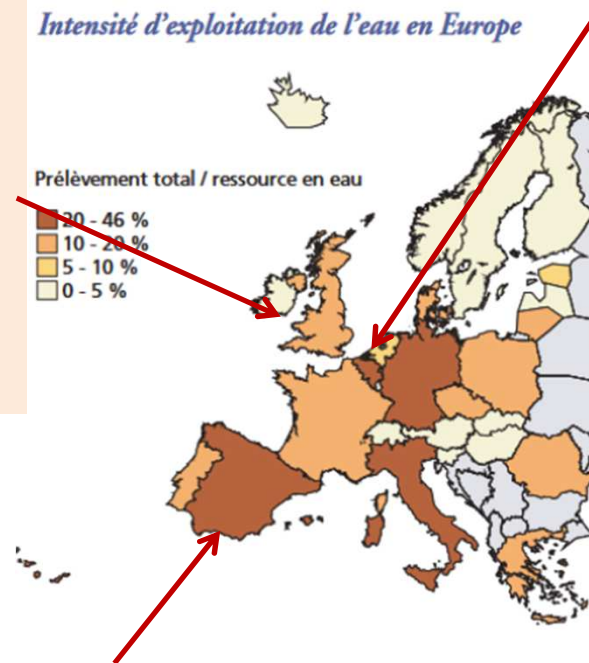 Intensité d'exploitation de l'eau en Europe
Prélèvement total / ressource en eau
20 - 46 %
10 - 20 %
5 - 10 %
0 - 5 %